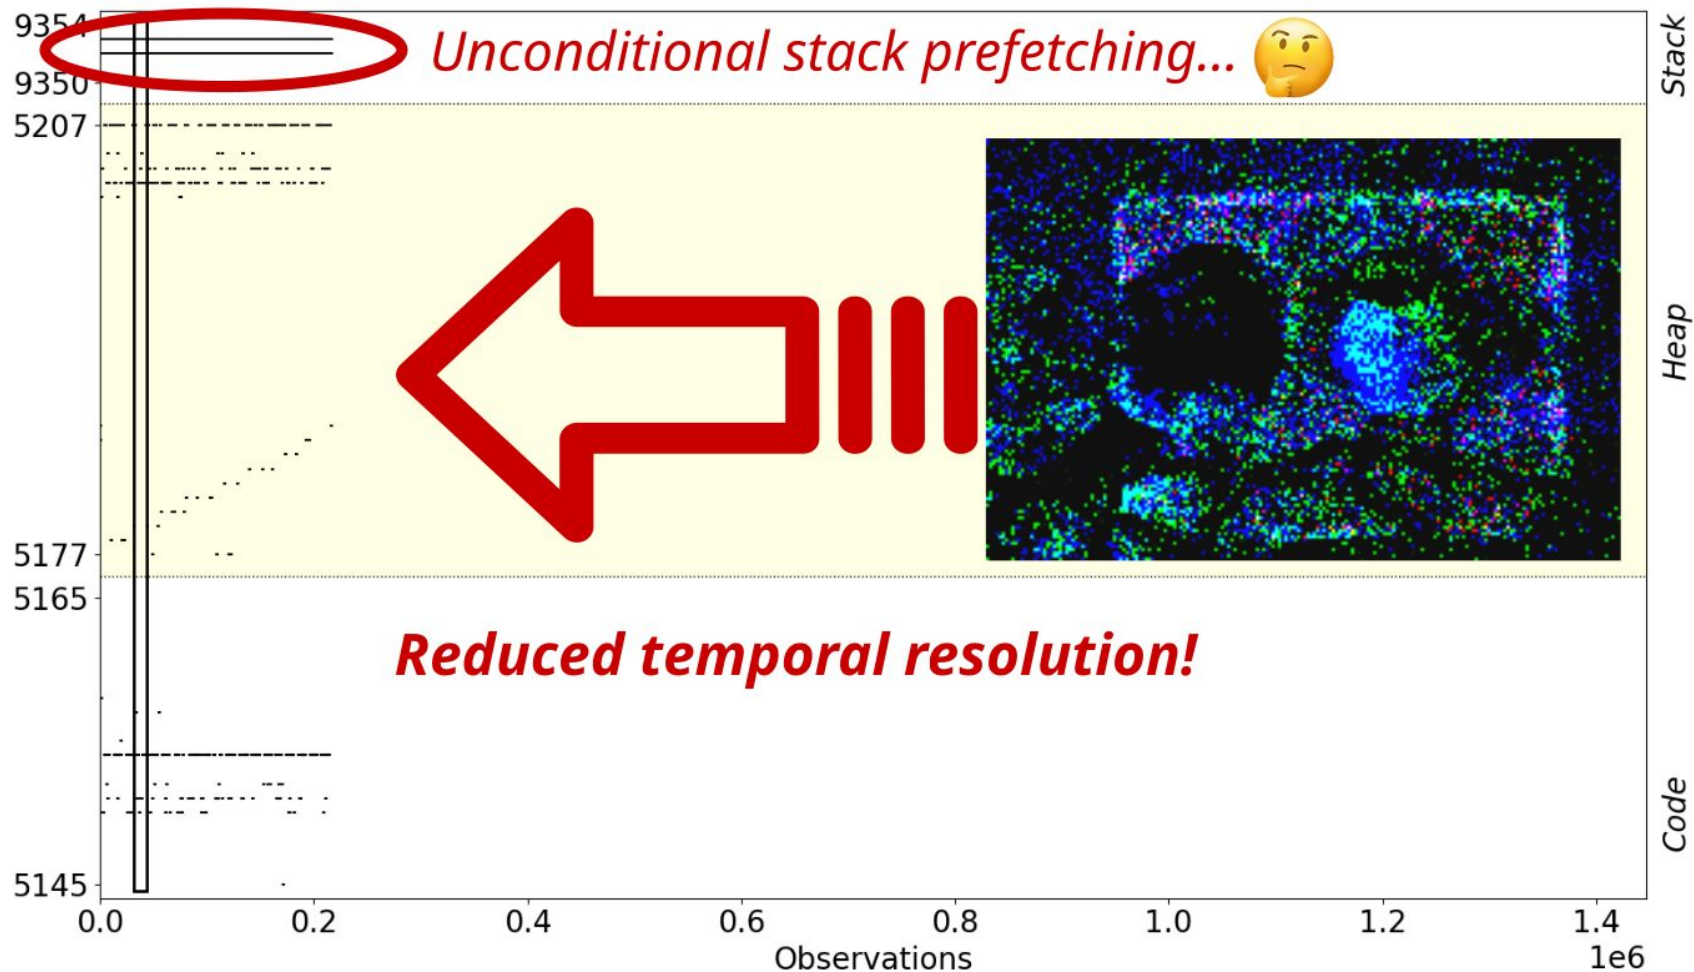 9354
Unconditional stack prefetching...
Stack
9350
5207
Heap
5177
5165
Reduced temporal resolution!
Code
5145
0.0 0.2 0.4 0.6 0.8 1.0 1.2 1.4
Observations
1e6